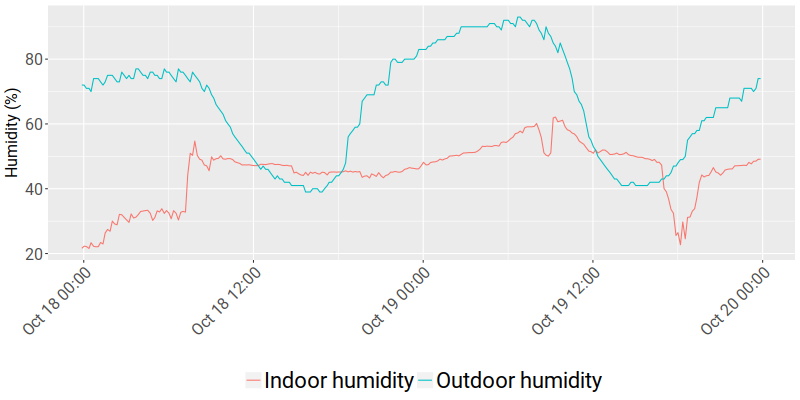 Humidity (%)
80
60
40
20
Oct 18 00:00
Oct 18 12:00
Oct 19 00:00
Oct 19 12:00
Oct 20 00:00
Indoor humidity Outdoor humidity